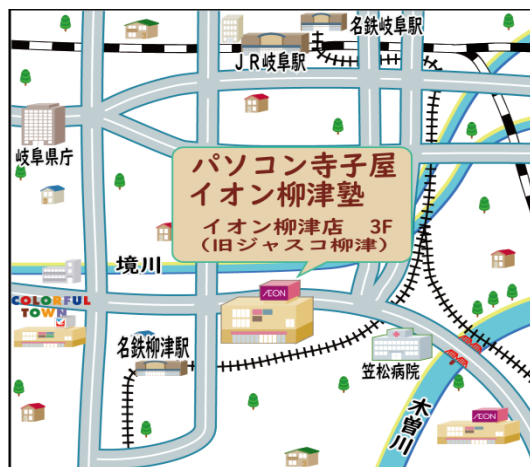 名鉄岐阜駅
JR岐阜駅
岐阜県庁
パソコン寺子屋
イオン柳津塾
イオン柳津店 3F
(旧ジャスコ柳津)
境川
COLORFUL
TOWN
ÆON
名鉄柳津駅
笠松病院
木曽川
ÆON